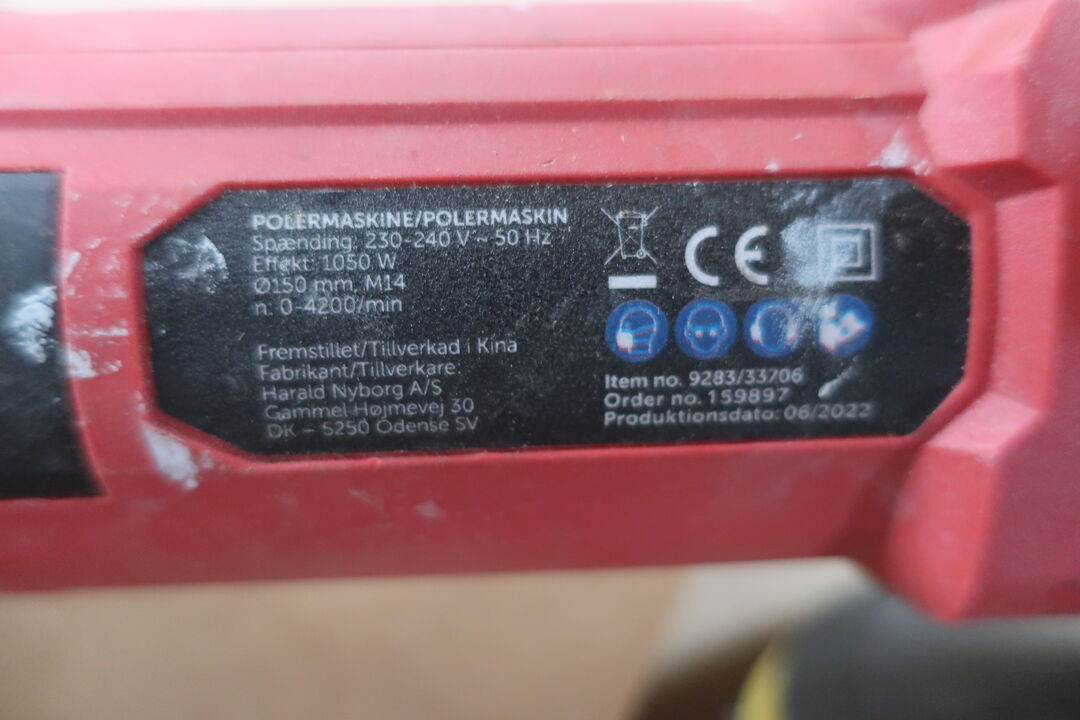 POLERMASKINE/POLERMASKIN
Spænding: 230-240 V ~ 50 Hz
Effekt: 1050 W
Ø150 mm, M14
n: 0-4200/min
Fremstillet/Tillverkad i Kina
Fabrikant/Tillverkare:
Harald Nyborg A/S
Gammel Højmevej 30
DK - 5250 Odense SV
CE
Item no. 9283/33706
Order no. 159897
Produktionsdato: 06/2022